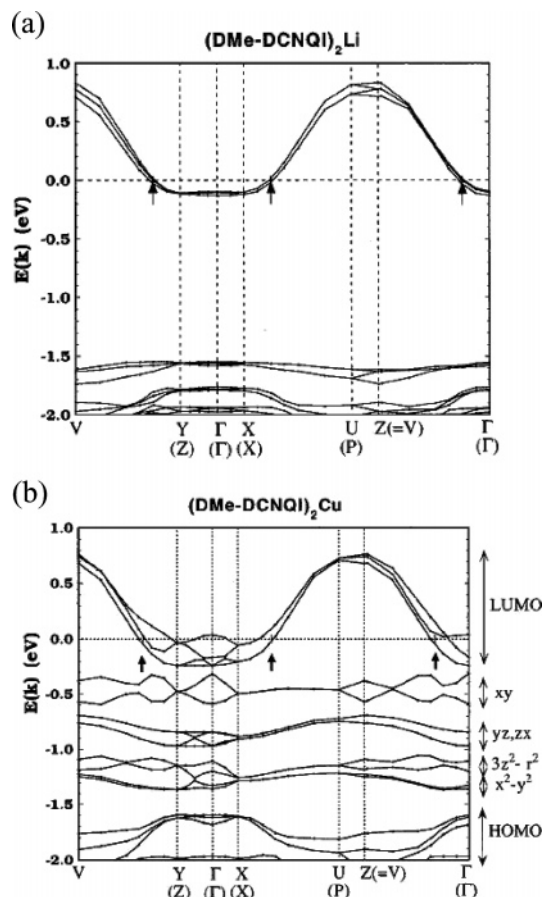 (a)
(DMe-DCNQI)₂Li
1.0
0.5
0.0
-0.5
-1.0
-1.5
-2.0
E(k) (eV)
V Y Γ X U Z(=V) Γ
(Z) (Γ) (X) (P) (Γ)
(b)
(DMe-DCNQI)₂Cu
1.0
0.5
0.0
-0.5
-1.0
-1.5
-2.0
E(k) (eV)
LUMO
xy
yz,zx
3z²- r²
x²-y²
HOMO
V Y Γ X U Z(=V) Γ
(Z) (Γ) (X) (P) (Γ)